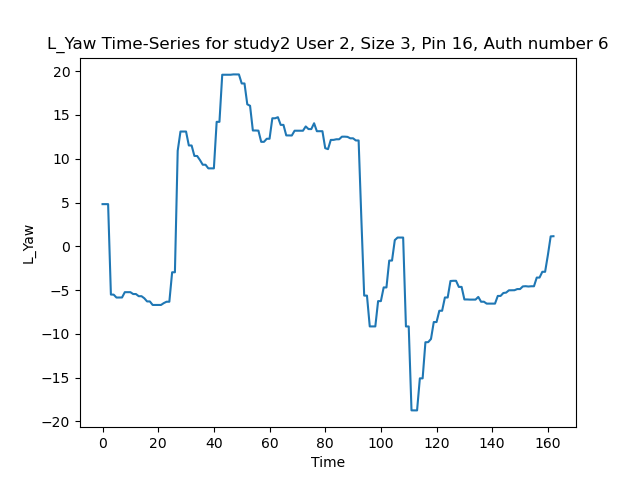 L_Yaw Time-Series for study2 User 2, Size 3, Pin 16, Auth number 6
20
15
10
5
0
−5
−10
−15
−20
L_Yaw
0 20 40 60 80 100 120 140 160
Time